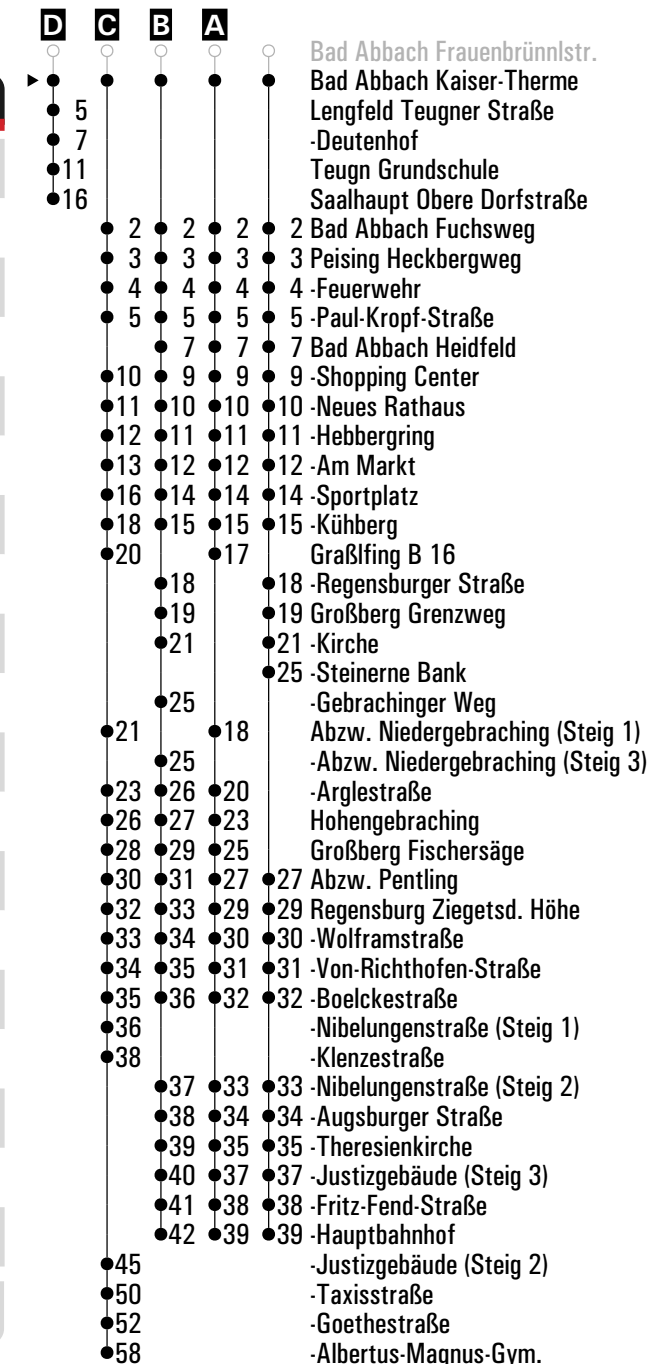 D C B A
Bad Abbach Frauenbrünnlstr.
Bad Abbach Kaiser-Therme
5 Lengfeld Teugner Straße
7 -Deutenhof
11 Teugn Grundschule
16 Saalhaupt Obere Dorfstraße
2 2 2 2 Bad Abbach Fuchsweg
3 3 3 3 Peising Heckbergweg
4 4 4 4 -Feuerwehr
5 5 5 5 -Paul-Kropf-Straße
7 7 7 Bad Abbach Heidfeld
10 9 9 9 -Shopping Center
11 10 10 10 -Neues Rathaus
12 11 11 11 -Hebbergring
13 12 12 12 -Am Markt
16 14 14 14 -Sportplatz
18 15 15 15 -Kühberg
20 17 Graßlfing B 16
18 18 -Regensburger Straße
19 19 Großberg Grenzweg
21 21 -Kirche
25 -Steinerne Bank
25 -Gebrachinger Weg
21 18 Abzw. Niedergebraching (Steig 1)
25 -Abzw. Niedergebraching (Steig 3)
23 26 20 -Arglestraße
26 27 23 Hohengebraching
28 29 25 Großberg Fischersäge
30 31 27 27 Abzw. Pentling
32 33 29 29 Regensburg Ziegetsd. Höhe
33 34 30 30 -Wolframstraße
34 35 31 31 -Von-Richthofen-Straße
35 36 32 32 -Boelckestraße
36 -Nibelungenstraße (Steig 1)
38 -Klenzestraße
37 33 33 -Nibelungenstraße (Steig 2)
38 34 34 -Augsburger Straße
39 35 35 -Theresienkirche
40 37 37 -Justizgebäude (Steig 3)
41 38 38 -Fritz-Fend-Straße
42 39 39 -Hauptbahnhof
45 -Justizgebäude (Steig 2)
50 -Taxisstraße
52 -Goethestraße
58 -Albertus-Magnus-Gym.